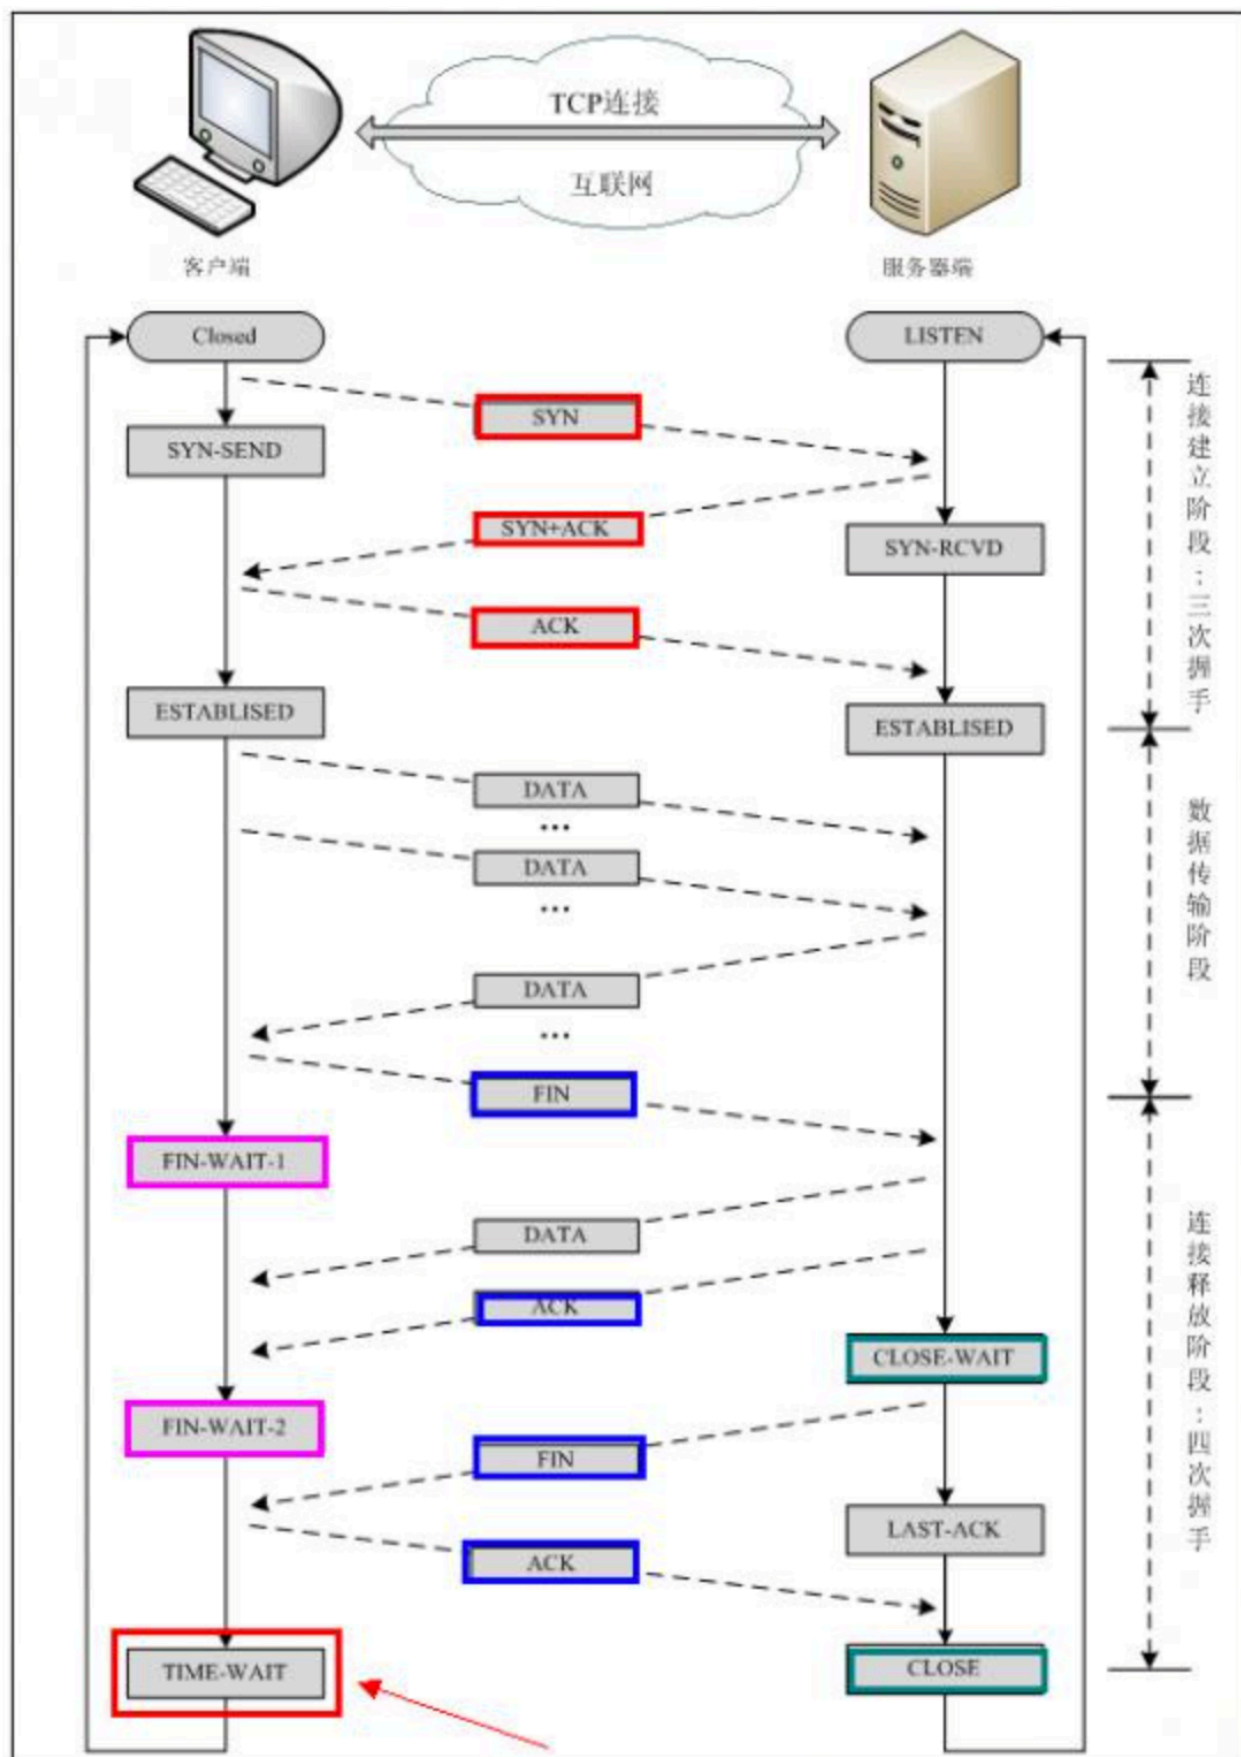 TCP连接
互联网
客户端
服务器端
Closed
LISTEN
SYN
SYN-SEND
SYN+ACK
SYN-RCVD
ACK
连接建立阶段：三次握手
ESTABLISED
ESTABLISED
DATA
...
DATA
...
DATA
...
数据传输阶段
FIN
FIN-WAIT-1
DATA
ACK
CLOSE-WAIT
FIN-WAIT-2
FIN
LAST-ACK
ACK
连接释放阶段：四次握手
TIME-WAIT
CLOSE